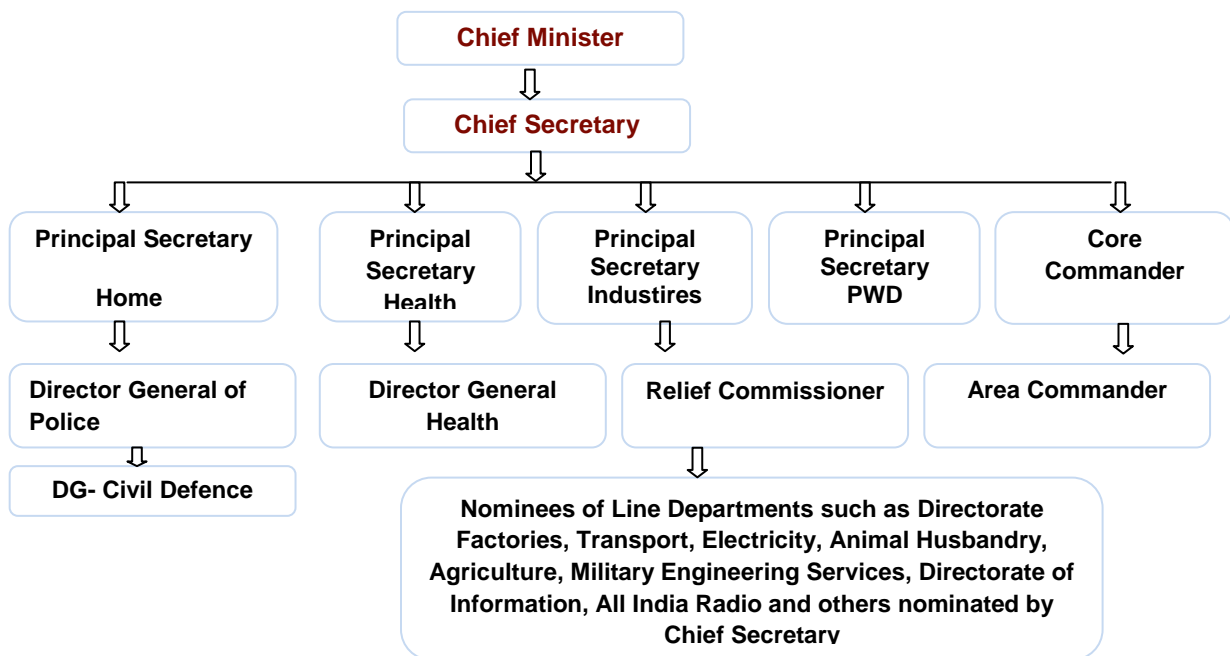 Chief Minister
Chief Secretary
Principal Secretary
Home
Principal
Secretary
Health
Principal
Secretary
Industires
Principal
Secretary
PWD
Core
Commander
Director General of
Police
Director General
Health
Relief Commissioner
Area Commander
DG- Civil Defence
Nominees of Line Departments such as Directorate
Factories, Transport, Electricity, Animal Husbandry,
Agriculture, Military Engineering Services, Directorate of
Information, All India Radio and others nominated by
Chief Secretary